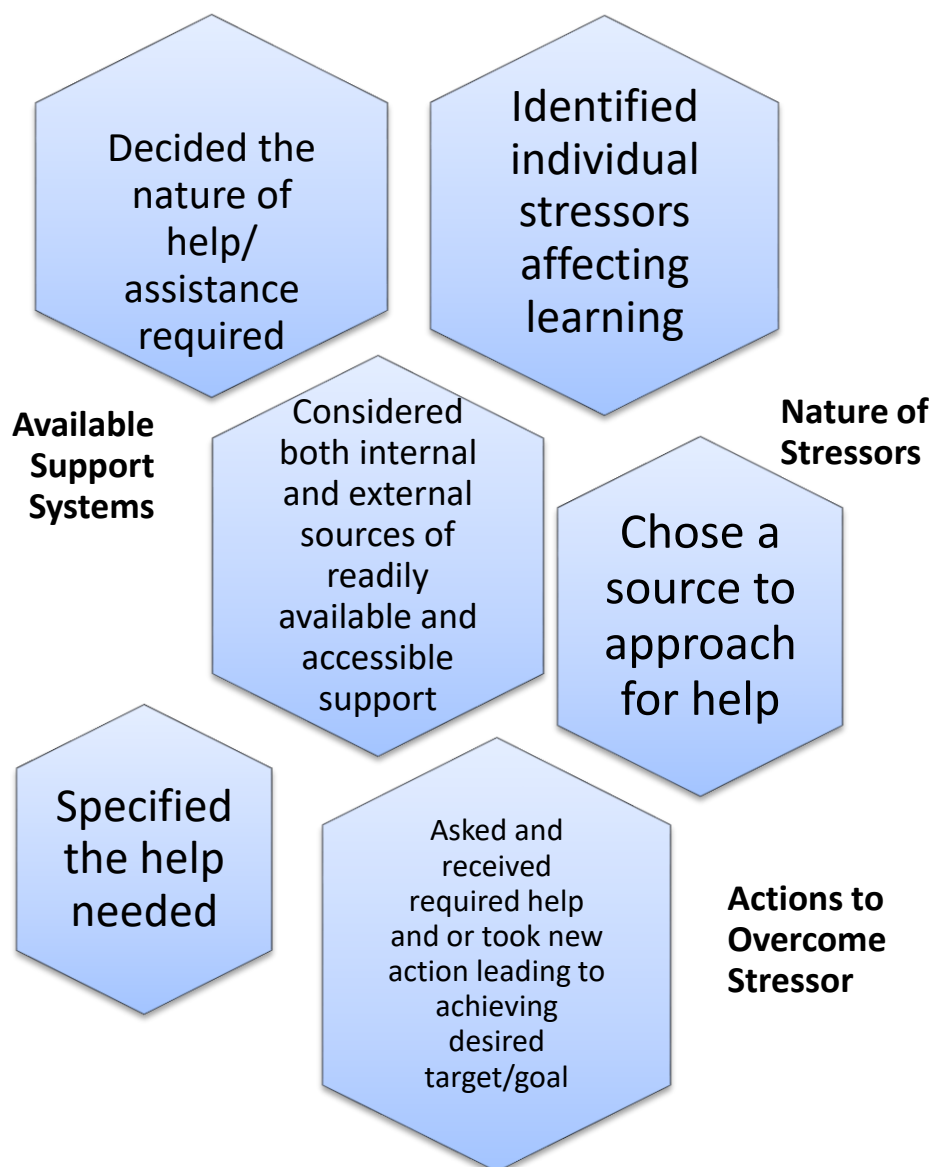 Decided the
nature of
help/
assistance
required
Identified
individual
stressors
affecting
learning
Available
Support
Systems
Considered
both internal
and external
sources of
readily
available and
accessible
support
Nature of
Stressors
Chose a
source to
approach
for help
Specified
the help
needed
Asked and
received
required help
and or took new
action leading to
achieving
desired
target/goal
Actions to
Overcome
Stressor